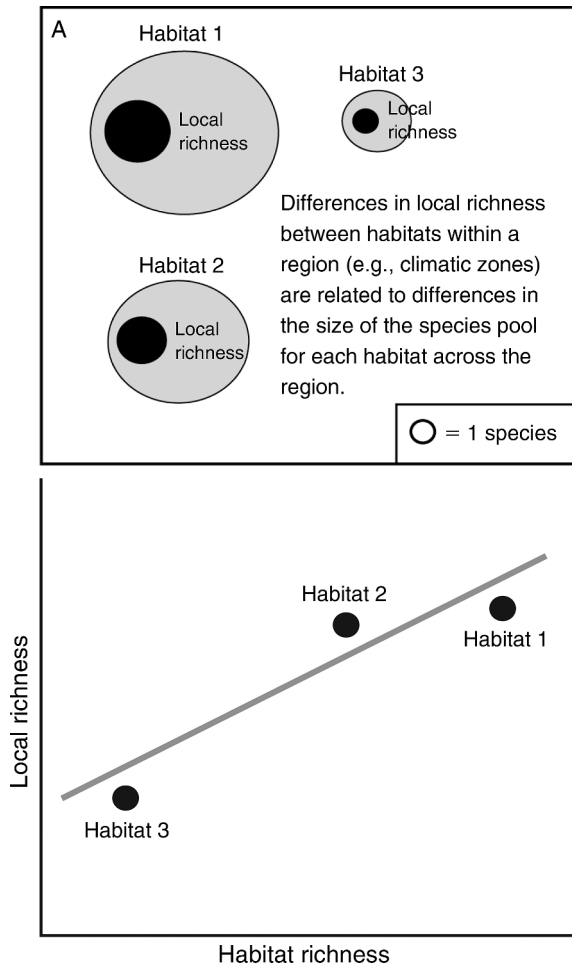 A
Habitat 1
Local
richness
Habitat 3
Local
richness
Differences in local richness
between habitats within a
region (e.g., climatic zones)
are related to differences in
the size of the species pool
for each habitat across the
region.
Habitat 2
Local
richness
= 1 species
Habitat 2
Habitat 1
Habitat 3
Local richness
Habitat richness